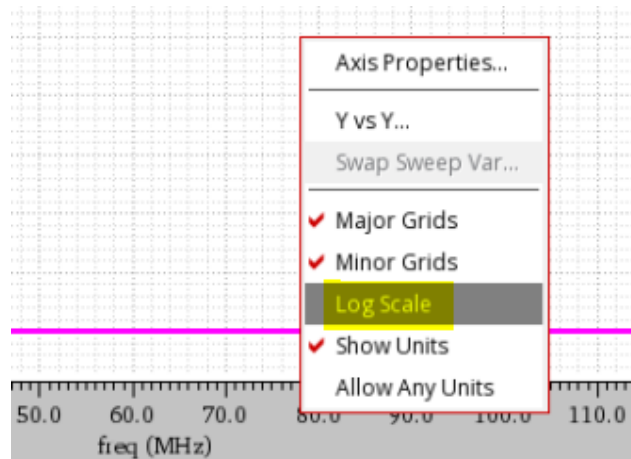 Axis Properties...
Y vs Y...
Swap Sweep Var...
Major Grids
Minor Grids
Log Scale
Show Units
Allow Any Units
50.0 60.0 70.0 80.0 90.0 100.0 110.0
freq (MHz)